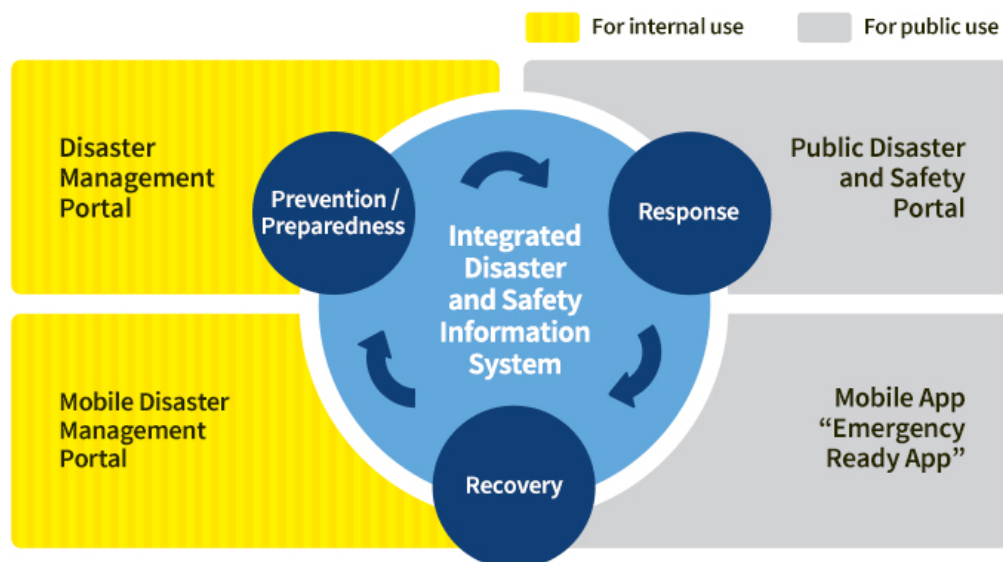 For internal use
For public use
Disaster
Management
Portal
Prevention /
Preparedness
Response
Public Disaster
and Safety
Portal
Integrated
Disaster
and Safety
Information
System
Mobile Disaster
Management
Portal
Recovery
Mobile App
“Emergency
Ready App”